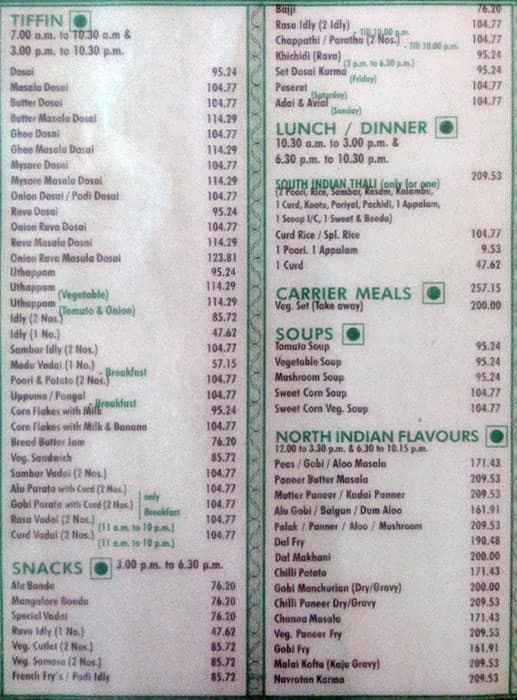 TIFFIN
7.00 a.m. to 10.30 a.m &
3.00 p.m. to 10.30 p.m.
Dosai 95.24
Masala Dosai 104.77
Butter Dosai 104.77
Butter Masala Dosai 114.29
Ghee Dosai 104.77
Ghee Masala Dosai 114.29
Mysore Dosai 104.77
Mysore Masala Dosai 114.29
Onion Dosai / Podi Dosai 104.77
Rava Dosai 95.24
Onion Rava Dosai 104.77
Rava Masala Dosai 114.29
Onion Rava Masala Dosai 123.81
Uthappam 95.24
Uthappam (Vegetable) 114.29
Uthappam (Tomato & Onion) 114.29
Idly (2 Nos.) 85.72
Idly (1 No.) 47.62
Sambar Idly (2 Nos.) 104.77
Medu Vadai (1 No.) 57.15
Poori & Potato (2 Nos.) - Breakfast 104.77
Uppuma / Pongal 104.77
Corn Flakes with Milk - Breakfast 95.24
Corn Flakes with Milk & Banana 104.77
Bread Butter Jam 76.20
Veg. Sandwich 85.72
Sambar Vadai (2 Nos.) 104.77
Alu Parata with Curd (2 Nos.) 104.77
Gobi Parata with Curd (2 Nos.) only Breakfast 104.77
Rasa Vadai (2 Nos.) (11 a.m. to 10 p.m.) 104.77
Curd Vadai (2 Nos.) (11 a.m. to 10 p.m.) 104.77
SNACKS 3.00 p.m. to 6.30 p.m.
Alu Bonda 76.20
Mangalore Bonda 76.20
Special Vadai 76.20
Rava Idly (1 No.) 47.62
Veg. Cutlet (2 Nos.) 85.72
Veg. Samosa (2 Nos.) 85.72
French Fry's / Podi Idly 85.72
Bajji 76.20
Rasa Idly (2 Idly) 104.77
Chappathi / Paratha (2 Nos.) - Till 10.00 p.m. 104.77
Khichidi (Rava) - Till 10.00 p.m. 95.24
Set Dosai Kurma (5 p.m. to 6.30 p.m.) (Friday) 95.24
Peseret (Saturday) 104.77
Adai & Avial (Sunday) 104.77
LUNCH / DINNER
10.30 a.m. to 3.00 p.m. &
6.30 p.m. to 10.30 p.m.
SOUTH INDIAN THALI (only for one) 209.53
(2 Poori, Rice, Sambar, Rasam, Kolambu,
1 Curd, Kootu, Poriyal, Pachidi, 1 Appalam,
1 Scoop I/C, 1 Sweet & Beeda)
Curd Rice / Spl. Rice 104.77
1 Poori. 1 Appalam 9.53
1 Curd 47.62
CARRIER MEALS 257.15
Veg. Set (Take away) 200.00
SOUPS
Tomato Soup 95.24
Vegetable Soup 95.24
Mushroom Soup 95.24
Sweet Corn Soup 104.77
Sweet Corn Veg. Soup 104.77
NORTH INDIAN FLAVOURS
12.00 to 3.30 p.m. & 6.30 to 10.15 p.m.
Peas / Gobi / Aloo Masala 171.43
Paneer Butter Masala 209.53
Mutter Paneer / Kadai Panner 209.53
Alu Gobi / Baigun / Dum Aloo 161.91
Palak / Panner / Aloo / Mushroom 209.53
Dal Fry 190.48
Dal Makhani 200.00
Chilli Potato 171.43
Gobi Manchurian (Dry/Gravy) 200.00
Chilli Paneer Dry/Gravy 209.53
Channa Masala 171.43
Veg. Paneer Fry 209.53
Gobi Fry 161.91
Malai Kofta (Kaju Gravy) 209.53
Navratan Karma 209.53